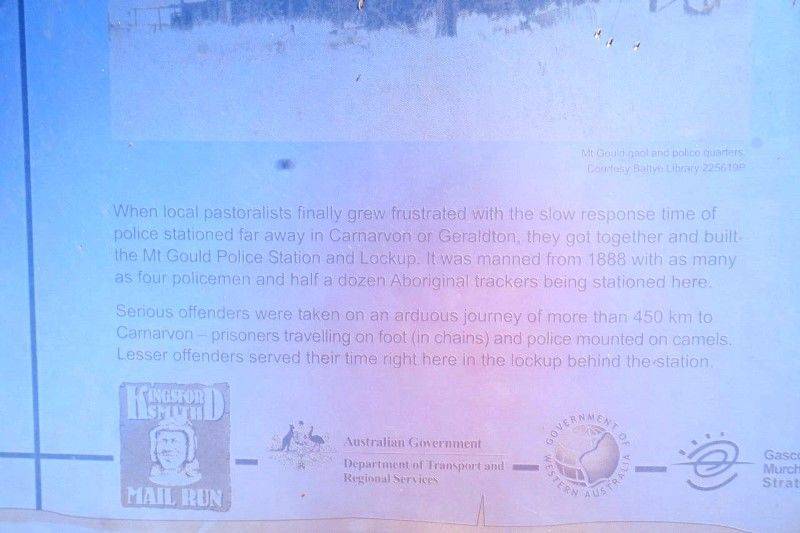 Mt Gould gaol and police quarters.
Courtesy Battye Library 225619P
When local pastoralists finally grew frustrated with the slow response time of
police stationed far away in Carnarvon or Geraldton, they got together and built
the Mt Gould Police Station and Lockup. It was manned from 1888 with as many
as four policemen and half a dozen Aboriginal trackers being stationed here.
Serious offenders were taken on an arduous journey of more than 450 km to
Carnarvon – prisoners travelling on foot (in chains) and police mounted on camels.
Lesser offenders served their time right here in the lockup behind the station.
KINGSFORD
SMITH
MAIL RUN
Australian Government
Department of Transport and
Regional Services
GOVERNMENT OF
WESTERN AUSTRALIA
Gasco
Murch
Strat